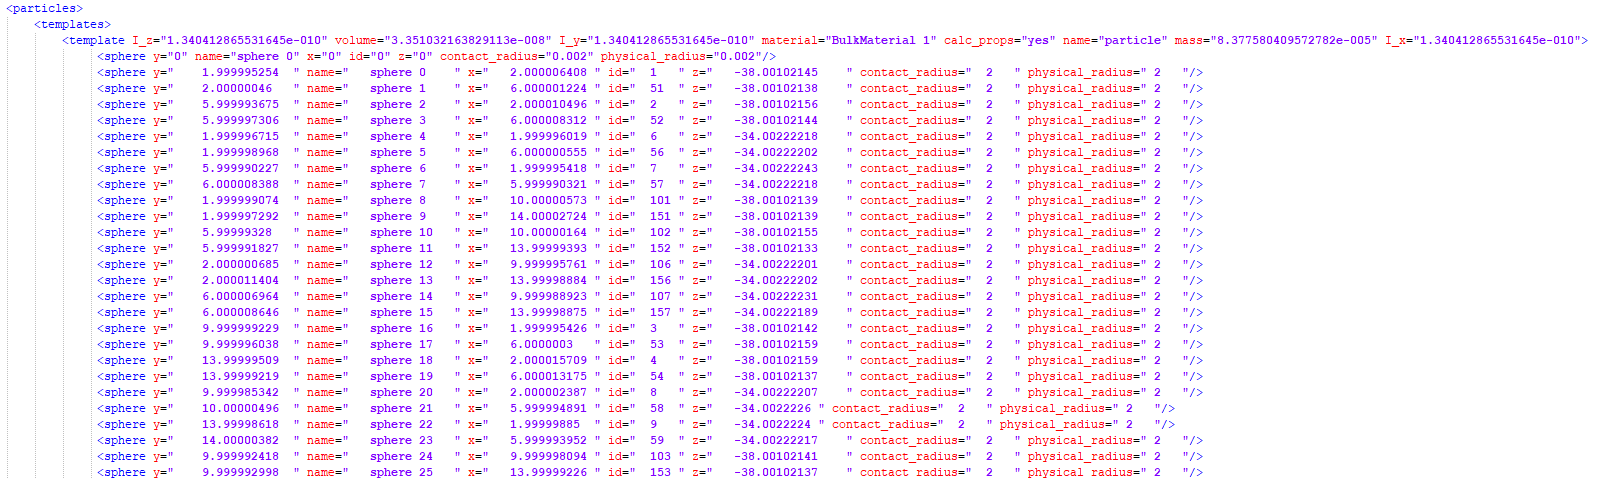 <particles>
<templates>
<template I_z="1.340412865531645e-010" volume="3.351032163829113e-008" I_y="1.340412865531645e-010" material="BulkMaterial 1" calc_props="yes" name="particle" mass="8.377580409572782e-005" I_x="1.340412865531645e-010">
<sphere y="0" name="sphere 0" x="0" id="0" z="0" contact_radius="0.002" physical_radius="0.002"/>
<sphere y=" 1.999995254 " name=" sphere 0 " x=" 2.000006408 " id=" 1 " z=" -38.00102145 " contact_radius=" 2 " physical_radius=" 2 "/>
<sphere y=" 2.00000046 " name=" sphere 1 " x=" 6.000001224 " id=" 51 " z=" -38.00102138 " contact_radius=" 2 " physical_radius=" 2 "/>
<sphere y=" 5.999993675 " name=" sphere 2 " x=" 2.000010496 " id=" 2 " z=" -38.00102156 " contact_radius=" 2 " physical_radius=" 2 "/>
<sphere y=" 5.999997306 " name=" sphere 3 " x=" 6.000008312 " id=" 52 " z=" -38.00102144 " contact_radius=" 2 " physical_radius=" 2 "/>
<sphere y=" 1.999996715 " name=" sphere 4 " x=" 1.999996019 " id=" 6 " z=" -34.00222218 " contact_radius=" 2 " physical_radius=" 2 "/>
<sphere y=" 1.999998968 " name=" sphere 5 " x=" 6.000000555 " id=" 56 " z=" -34.00222202 " contact_radius=" 2 " physical_radius=" 2 "/>
<sphere y=" 5.999990227 " name=" sphere 6 " x=" 1.999995418 " id=" 7 " z=" -34.00222243 " contact_radius=" 2 " physical_radius=" 2 "/>
<sphere y=" 6.000008388 " name=" sphere 7 " x=" 5.999990321 " id=" 57 " z=" -34.00222218 " contact_radius=" 2 " physical_radius=" 2 "/>
<sphere y=" 1.999999074 " name=" sphere 8 " x=" 10.00000573 " id=" 101 " z=" -38.00102139 " contact_radius=" 2 " physical_radius=" 2 "/>
<sphere y=" 1.999997292 " name=" sphere 9 " x=" 14.00002724 " id=" 151 " z=" -38.00102139 " contact_radius=" 2 " physical_radius=" 2 "/>
<sphere y=" 5.99999328 " name=" sphere 10 " x=" 10.00000164 " id=" 102 " z=" -38.00102155 " contact_radius=" 2 " physical_radius=" 2 "/>
<sphere y=" 5.999991827 " name=" sphere 11 " x=" 13.99999393 " id=" 152 " z=" -38.00102133 " contact_radius=" 2 " physical_radius=" 2 "/>
<sphere y=" 2.000000685 " name=" sphere 12 " x=" 9.999995761 " id=" 106 " z=" -34.00222201 " contact_radius=" 2 " physical_radius=" 2 "/>
<sphere y=" 2.000011404 " name=" sphere 13 " x=" 13.99998884 " id=" 156 " z=" -34.00222202 " contact_radius=" 2 " physical_radius=" 2 "/>
<sphere y=" 6.000006964 " name=" sphere 14 " x=" 9.999988923 " id=" 107 " z=" -34.00222231 " contact_radius=" 2 " physical_radius=" 2 "/>
<sphere y=" 6.000008646 " name=" sphere 15 " x=" 13.99998875 " id=" 157 " z=" -34.00222189 " contact_radius=" 2 " physical_radius=" 2 "/>
<sphere y=" 9.999999229 " name=" sphere 16 " x=" 1.999995426 " id=" 3 " z=" -38.00102142 " contact_radius=" 2 " physical_radius=" 2 "/>
<sphere y=" 9.999996038 " name=" sphere 17 " x=" 6.0000003 " id=" 53 " z=" -38.00102159 " contact_radius=" 2 " physical_radius=" 2 "/>
<sphere y=" 13.99999509 " name=" sphere 18 " x=" 2.000015709 " id=" 4 " z=" -38.00102159 " contact_radius=" 2 " physical_radius=" 2 "/>
<sphere y=" 13.99999219 " name=" sphere 19 " x=" 6.000013175 " id=" 54 " z=" -38.00102137 " contact_radius=" 2 " physical_radius=" 2 "/>
<sphere y=" 9.999985342 " name=" sphere 20 " x=" 2.000002387 " id=" 8 " z=" -34.00222207 " contact_radius=" 2 " physical_radius=" 2 "/>
<sphere y=" 10.00000496 " name=" sphere 21 " x=" 5.999994891 " id=" 58 " z=" -34.0022226 " contact_radius=" 2 " physical_radius=" 2 "/>
<sphere y=" 13.99998618 " name=" sphere 22 " x=" 1.99999885 " id=" 9 " z=" -34.0022224 " contact_radius=" 2 " physical_radius=" 2 "/>
<sphere y=" 14.00000382 " name=" sphere 23 " x=" 5.999993952 " id=" 59 " z=" -34.00222217 " contact_radius=" 2 " physical_radius=" 2 "/>
<sphere y=" 9.999992418 " name=" sphere 24 " x=" 9.999998094 " id=" 103 " z=" -38.00102141 " contact_radius=" 2 " physical_radius=" 2 "/>
<sphere y=" 9.999992998 " name=" sphere 25 " x=" 13.99999226 " id=" 153 " z=" -38.00102137 " contact_radius=" 2 " physical_radius=" 2 "/>